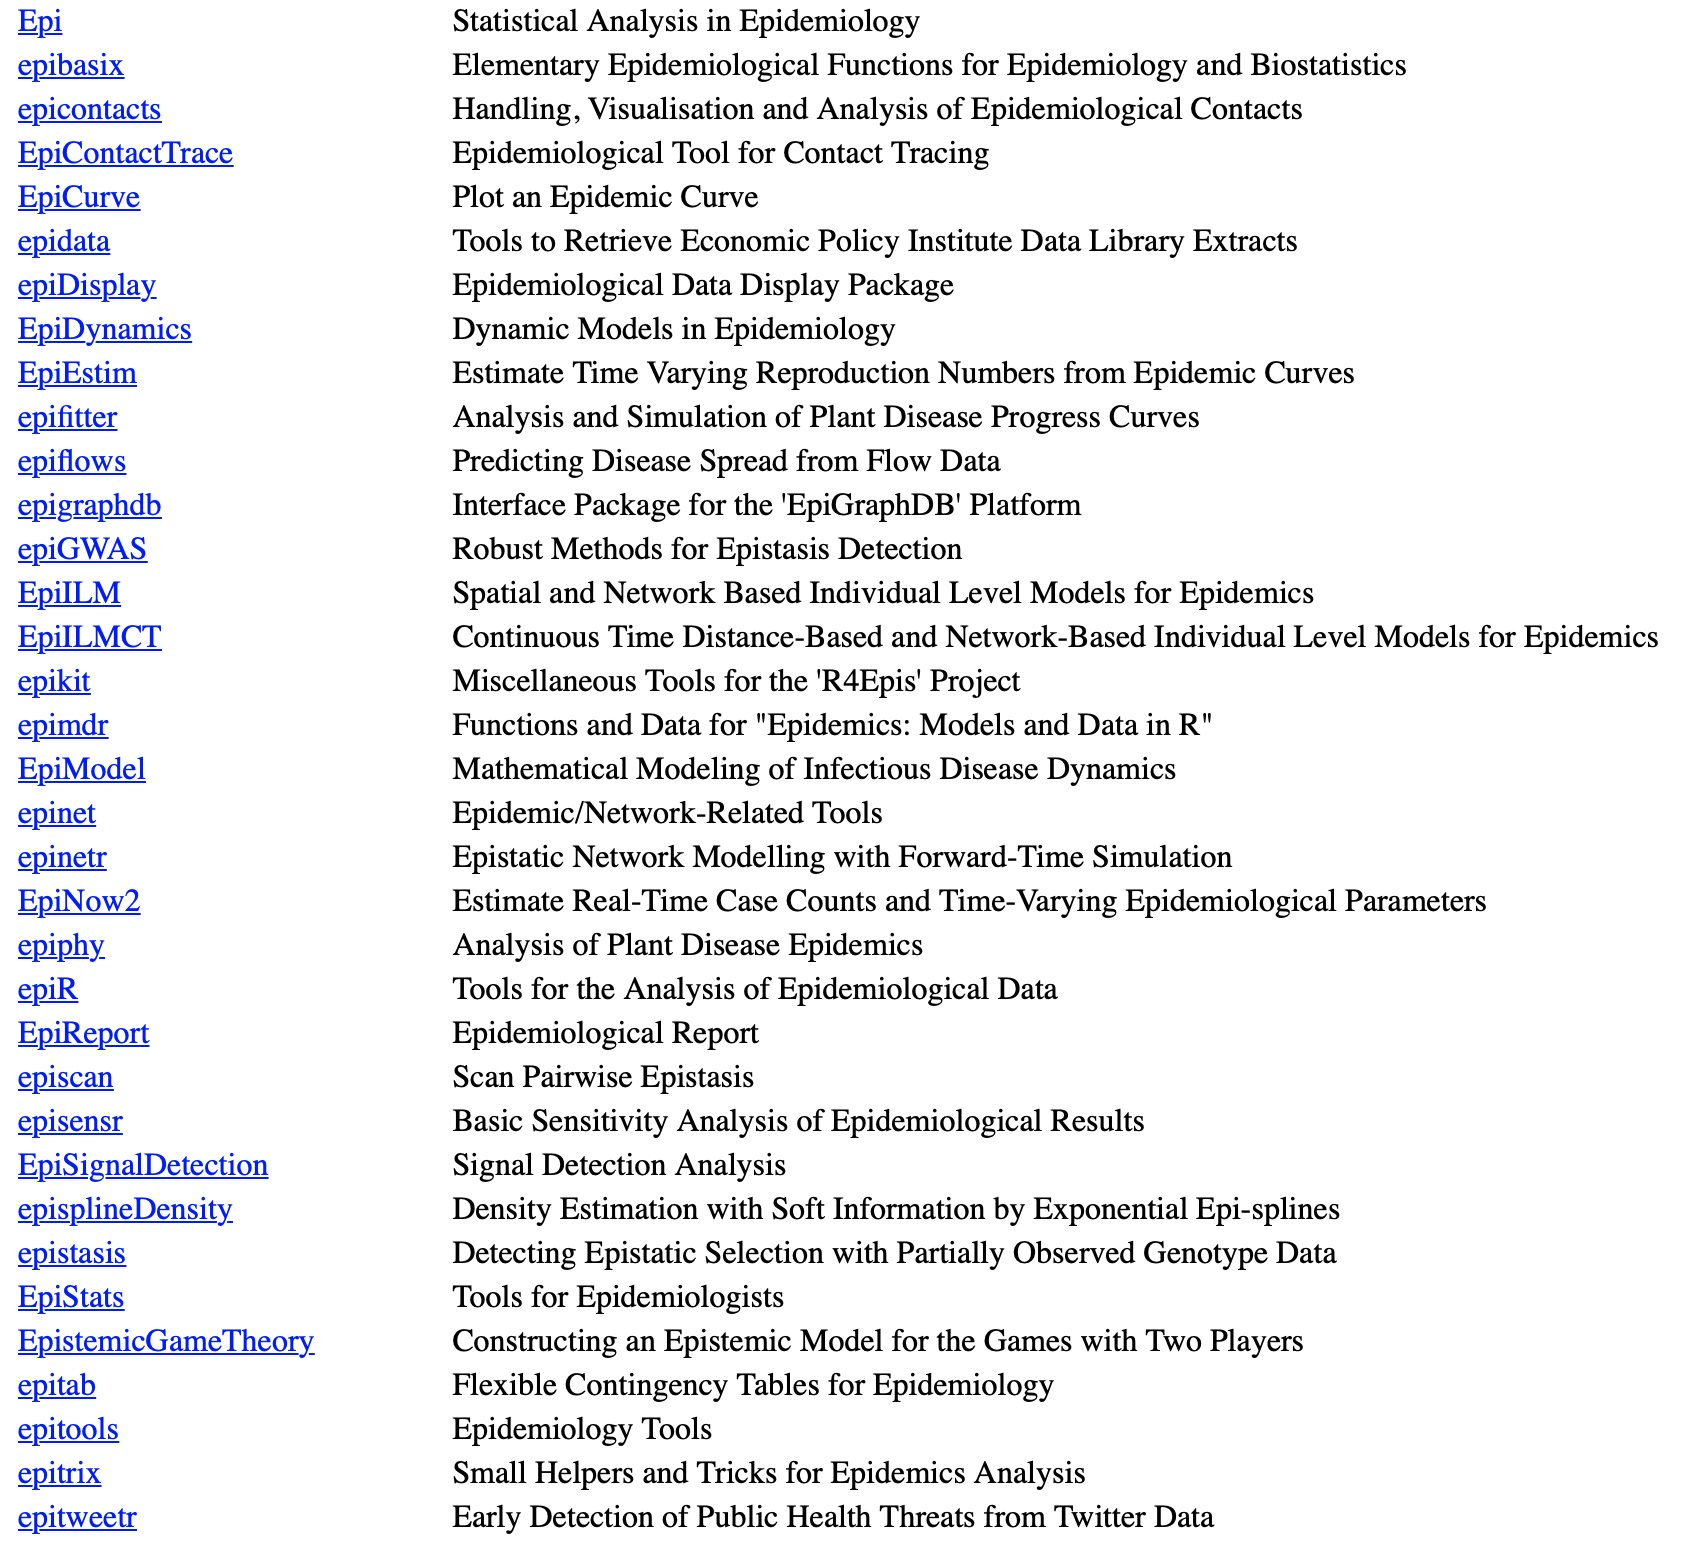 Epi Statistical Analysis in Epidemiology
epibasix Elementary Epidemiological Functions for Epidemiology and Biostatistics
epicontacts Handling, Visualisation and Analysis of Epidemiological Contacts
EpiContactTrace Epidemiological Tool for Contact Tracing
EpiCurve Plot an Epidemic Curve
epidata Tools to Retrieve Economic Policy Institute Data Library Extracts
epiDisplay Epidemiological Data Display Package
EpiDynamics Dynamic Models in Epidemiology
EpiEstim Estimate Time Varying Reproduction Numbers from Epidemic Curves
epifitter Analysis and Simulation of Plant Disease Progress Curves
epiflows Predicting Disease Spread from Flow Data
epigraphdb Interface Package for the 'EpiGraphDB' Platform
epiGWAS Robust Methods for Epistasis Detection
EpiILM Spatial and Network Based Individual Level Models for Epidemics
EpiILMCT Continuous Time Distance-Based and Network-Based Individual Level Models for Epidemics
epikit Miscellaneous Tools for the 'R4Epis' Project
epimdr Functions and Data for "Epidemics: Models and Data in R"
EpiModel Mathematical Modeling of Infectious Disease Dynamics
epinet Epidemic/Network-Related Tools
epinetr Epistatic Network Modelling with Forward-Time Simulation
EpiNow2 Estimate Real-Time Case Counts and Time-Varying Epidemiological Parameters
epiphy Analysis of Plant Disease Epidemics
epiR Tools for the Analysis of Epidemiological Data
EpiReport Epidemiological Report
episcan Scan Pairwise Epistasis
episensr Basic Sensitivity Analysis of Epidemiological Results
EpiSignalDetection Signal Detection Analysis
episplineDensity Density Estimation with Soft Information by Exponential Epi-splines
epistasis Detecting Epistatic Selection with Partially Observed Genotype Data
EpiStats Tools for Epidemiologists
EpistemicGameTheory Constructing an Epistemic Model for the Games with Two Players
epitab Flexible Contingency Tables for Epidemiology
epitools Epidemiology Tools
epitrix Small Helpers and Tricks for Epidemics Analysis
epitweetr Early Detection of Public Health Threats from Twitter Data